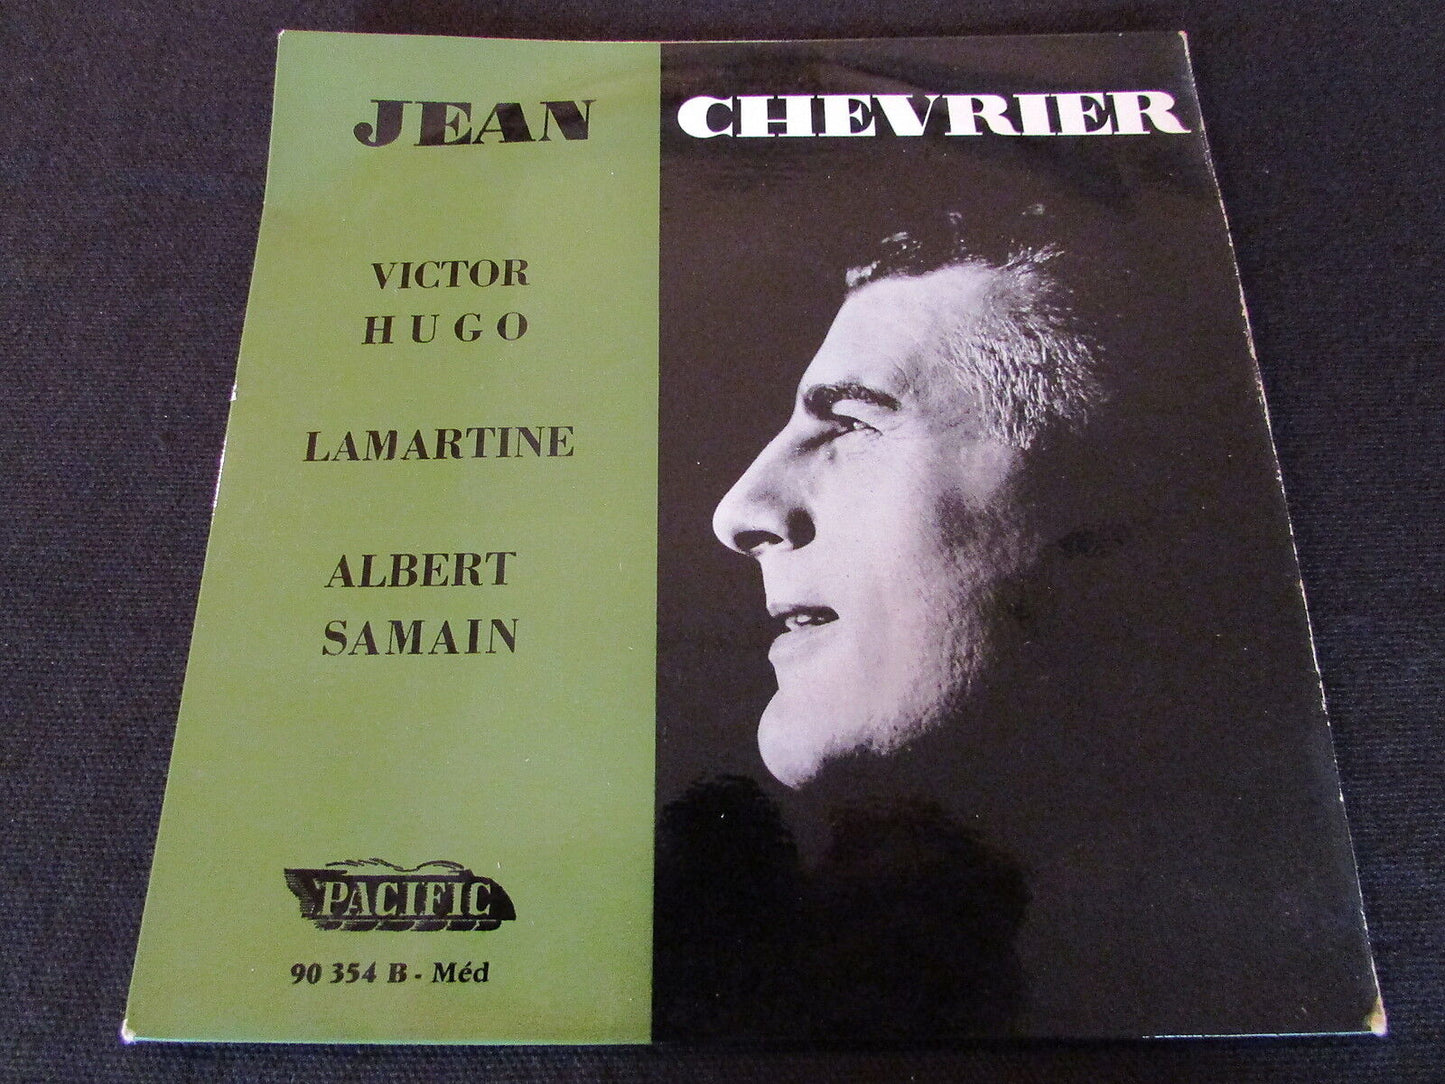 JEAN CHEVRIER
VICTOR
HUGO
LAMARTINE
ALBERT
SAMAIN
PACIFIC
90 354 B - Méd